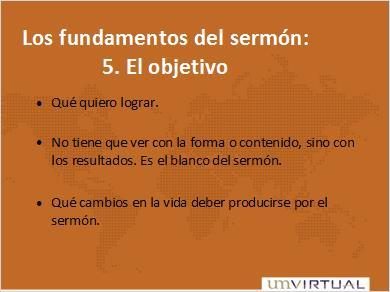 Los fundamentos del sermón:
5. El objetivo
• Qué quiero lograr.
• No tiene que ver con la forma o contenido, sino con
los resultados. Es el blanco del sermón.
• Qué cambios en la vida deber producirse por el
sermón.
UMVIRTUAL